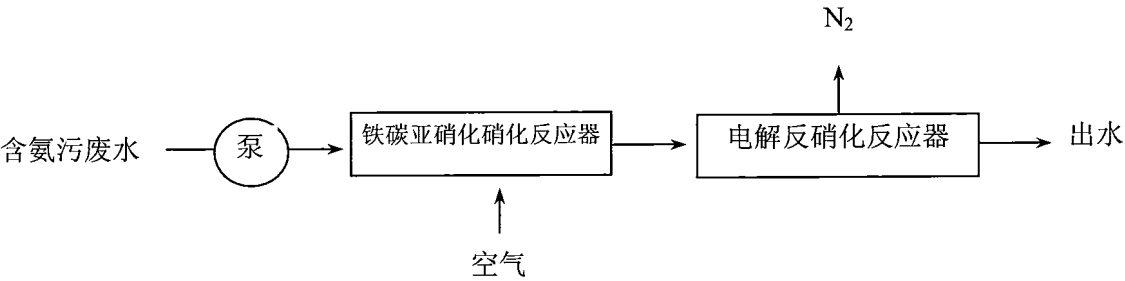 N₂
含氨污废水
泵
铁碳亚硝化硝化反应器
电解反硝化反应器
出水
空气